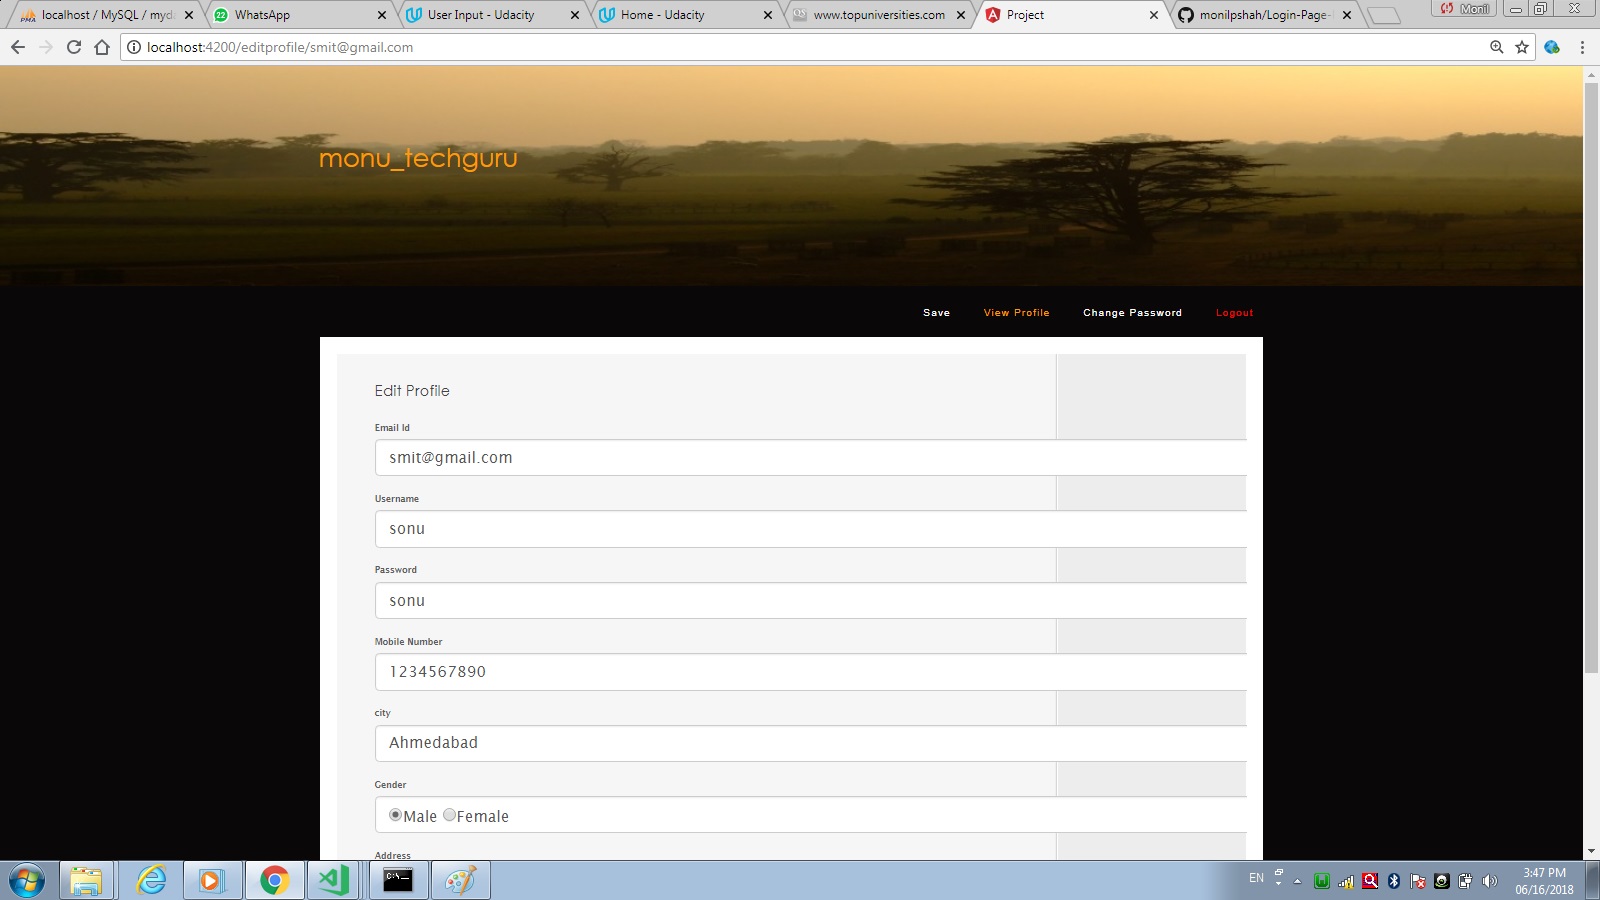 localhost / MySQL / myda
WhatsApp
User Input - Udacity
Home - Udacity
www.topuniversities.com
Project
monilpshah/Login-Page-
Monil
localhost:4200/editprofile/smit@gmail.com
monu_techguru
Save View Profile Change Password Logout
Edit Profile
Email Id
smit@gmail.com
Username
sonu
Password
sonu
Mobile Number
1234567890
city
Ahmedabad
Gender
Male Female
Address
EN
3:47 PM
06/16/2018